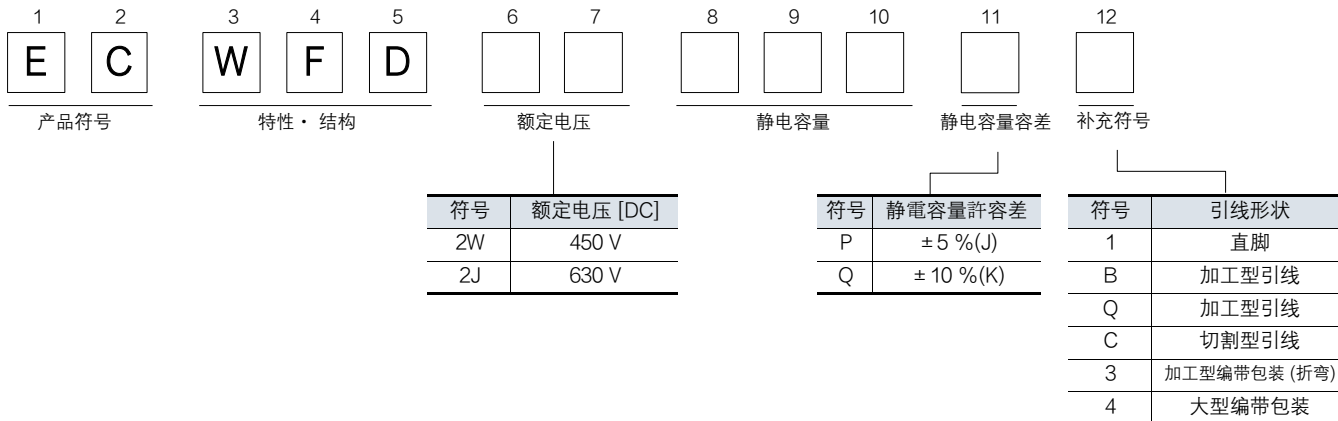 1 2 3 4 5 6 7 8 9 10 11 12
E C W F D
产品符号 特性・ 结构 额定电压 静电容量 静电容量容差 补充符号
符号 额定电压 [DC]
2W 450 V
2J 630 V
符号 静電容量許容差
P ±5 %(J)
Q ±10 %(K)
符号 引线形状
1 直脚
B 加工型引线
Q 加工型引线
C 切割型引线
3 加工型编带包装 (折弯)
4 大型编带包装